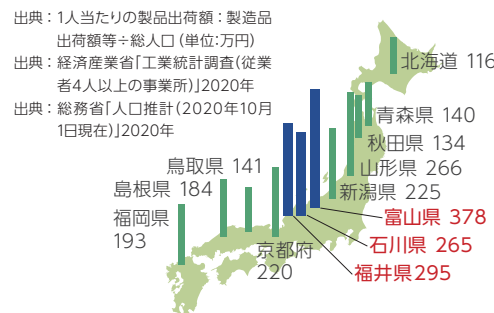 出典：1人当たりの製品出荷額：製造品
出荷額等÷総人口（単位:万円）
出典：経済産業省「工業統計調査（従業
者4人以上の事業所）」2020年
出典：総務省「人口推計（2020年10月
1日現在）」2020年
北海道 116
青森県 140
秋田県 134
山形県 266
新潟県 225
富山県 378
石川県 265
福井県295
京都府
220
鳥取県 141
島根県 184
福岡県
193